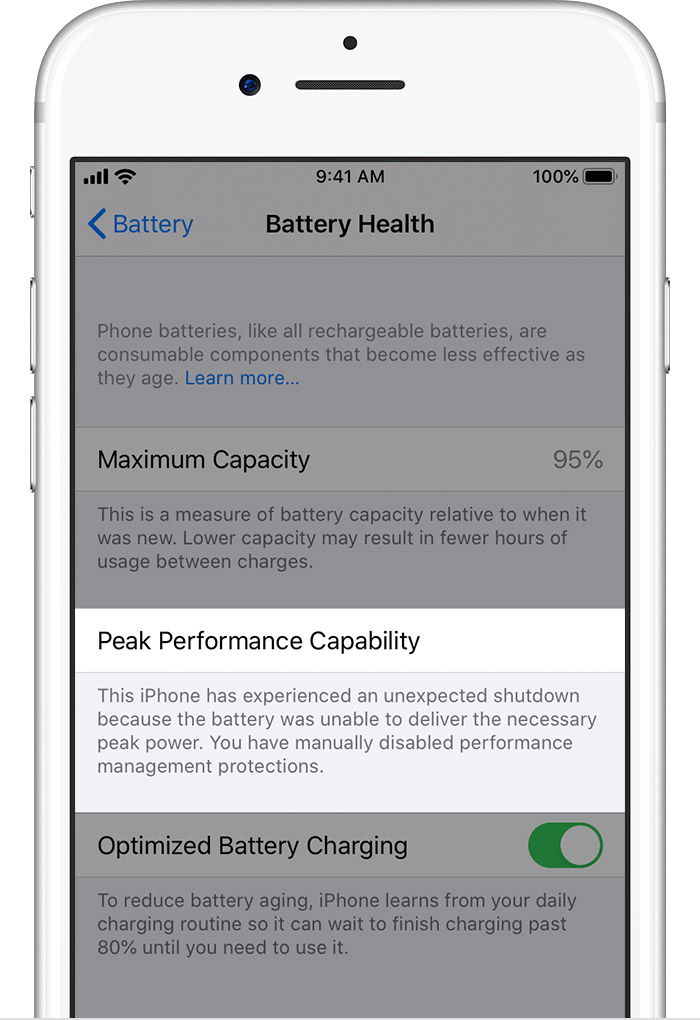 9:41 AM
100%
Battery
Battery Health
Phone batteries, like all rechargeable batteries, are
consumable components that become less effective as
they age. Learn more...
Maximum Capacity 95%
This is a measure of battery capacity relative to when it
was new. Lower capacity may result in fewer hours of
usage between charges.
Peak Performance Capability
This iPhone has experienced an unexpected shutdown
because the battery was unable to deliver the necessary
peak power. You have manually disabled performance
management protections.
Optimized Battery Charging
To reduce battery aging, iPhone learns from your daily
charging routine so it can wait to finish charging past
80% until you need to use it.